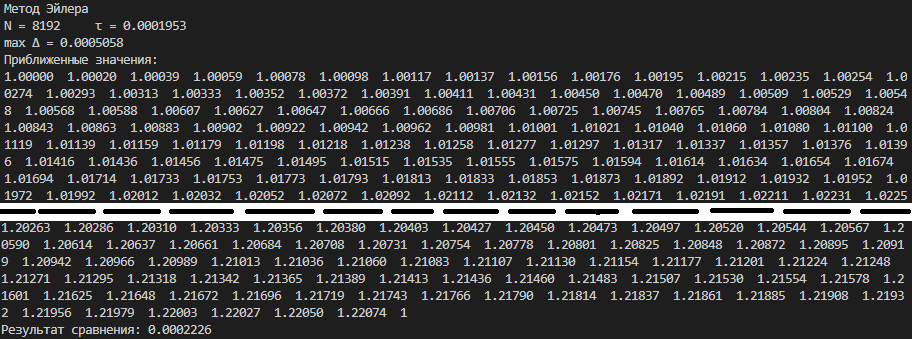 Метод Эйлера
N = 8192 τ = 0.0001953
max Δ = 0.0005058
Приближенные значения:
1.00000 1.00020 1.00039 1.00059 1.00078 1.00098 1.00117 1.00137 1.00156 1.00176 1.00195 1.00215 1.00235 1.00254 1.0
0274 1.00293 1.00313 1.00333 1.00352 1.00372 1.00391 1.00411 1.00431 1.00450 1.00470 1.00489 1.00509 1.00529 1.0054
8 1.00568 1.00588 1.00607 1.00627 1.00647 1.00666 1.00686 1.00706 1.00725 1.00745 1.00765 1.00784 1.00804 1.00824
1.00843 1.00863 1.00883 1.00902 1.00922 1.00942 1.00962 1.00981 1.01001 1.01021 1.01040 1.01060 1.01080 1.01100 1.0
1119 1.01139 1.01159 1.01179 1.01198 1.01218 1.01238 1.01258 1.01277 1.01297 1.01317 1.01337 1.01357 1.01376 1.0139
6 1.01416 1.01436 1.01456 1.01475 1.01495 1.01515 1.01535 1.01555 1.01575 1.01594 1.01614 1.01634 1.01654 1.01674
1.01694 1.01714 1.01733 1.01753 1.01773 1.01793 1.01813 1.01833 1.01853 1.01873 1.01892 1.01912 1.01932 1.01952 1.0
1972 1.01992 1.02012 1.02032 1.02052 1.02072 1.02092 1.02112 1.02132 1.02152 1.02171 1.02191 1.02211 1.02231 1.0225
1.20263 1.20286 1.20310 1.20333 1.20356 1.20380 1.20403 1.20427 1.20450 1.20473 1.20497 1.20520 1.20544 1.20567 1.2
0590 1.20614 1.20637 1.20661 1.20684 1.20708 1.20731 1.20754 1.20778 1.20801 1.20825 1.20848 1.20872 1.20895 1.2091
9 1.20942 1.20966 1.20989 1.21013 1.21036 1.21060 1.21083 1.21107 1.21130 1.21154 1.21177 1.21201 1.21224 1.21248
1.21271 1.21295 1.21318 1.21342 1.21365 1.21389 1.21413 1.21436 1.21460 1.21483 1.21507 1.21530 1.21554 1.21578 1.2
1601 1.21625 1.21648 1.21672 1.21696 1.21719 1.21743 1.21766 1.21790 1.21814 1.21837 1.21861 1.21885 1.21908 1.2193
2 1.21956 1.21979 1.22003 1.22027 1.22050 1.22074 1
Результат сравнения: 0.0002226